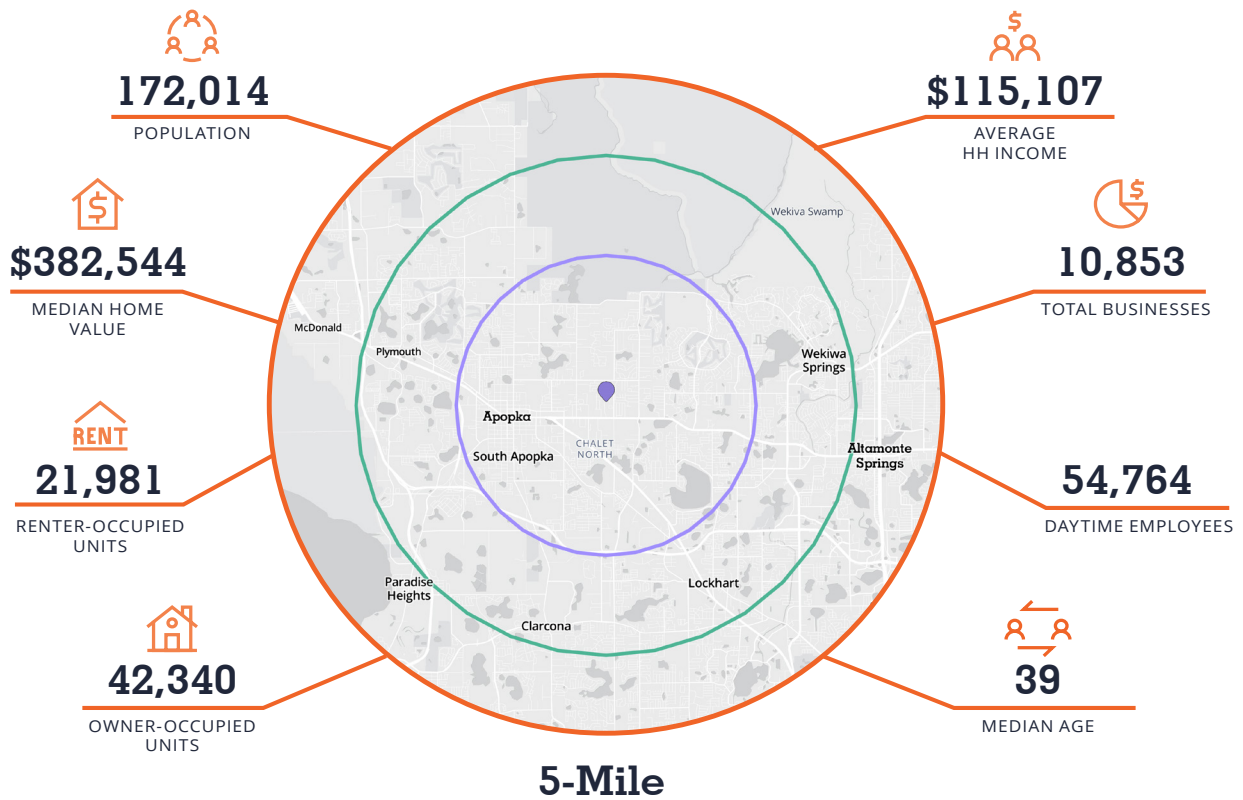 172,014
POPULATION
$382,544
MEDIAN HOME
VALUE
RENT
21,981
RENTER-OCCUPIED
UNITS
42,340
OWNER-OCCUPIED
UNITS
$
$115,107
AVERAGE
HH INCOME
$
10,853
TOTAL BUSINESSES
54,764
DAYTIME EMPLOYEES
39
MEDIAN AGE
$
Wekiva Swamp
McDonald
Plymouth
Wekiwa
Springs
Apopka
CHALET
NORTH
South Apopka
Altamonte
Springs
Paradise
Heights
Lockhart
Clarcona
5-Mile